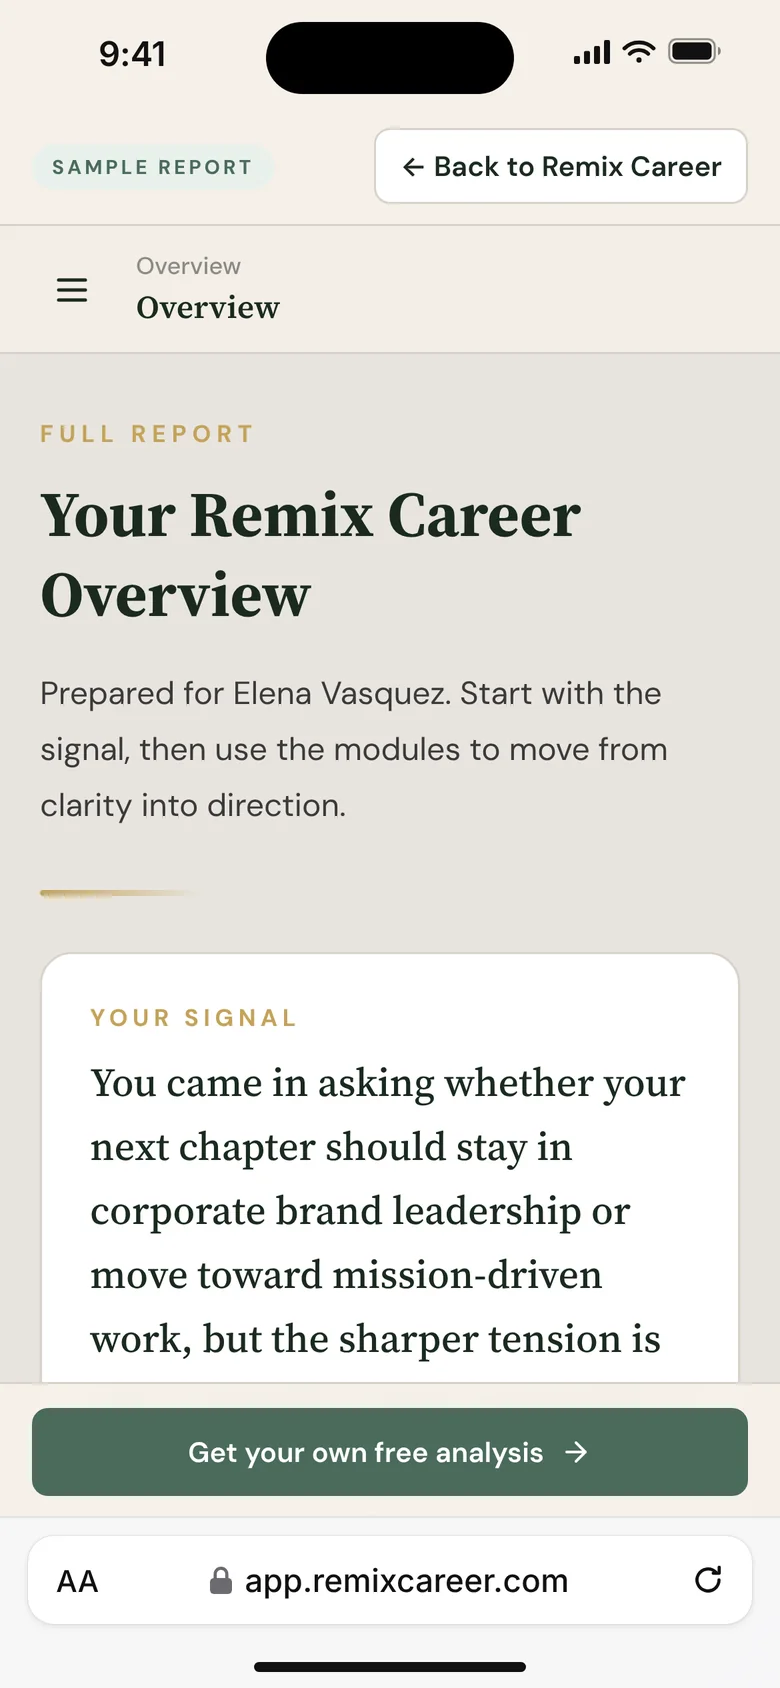 9:41
SAMPLE REPORT
← Back to Remix Career
Overview
Overview
FULL REPORT
Your Remix Career
Overview
Prepared for Elena Vasquez. Start with the
signal, then use the modules to move from
clarity into direction.
YOUR SIGNAL
You came in asking whether your
next chapter should stay in
corporate brand leadership or
move toward mission-driven
work, but the sharper tension is
Get your own free analysis →
AA app.remixcareer.com